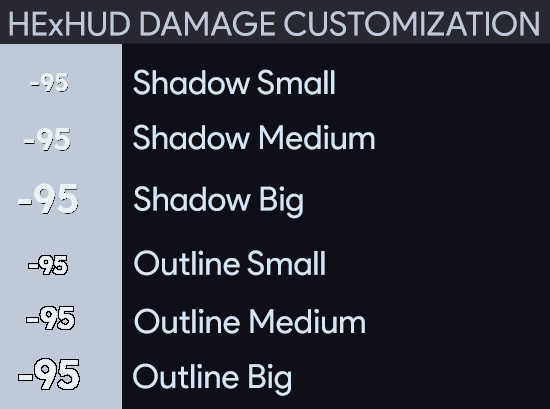 HExHUD DAMAGE CUSTOMIZATION
-95 Shadow Small
-95 Shadow Medium
-95 Shadow Big
-95 Outline Small
-95 Outline Medium
-95 Outline Big